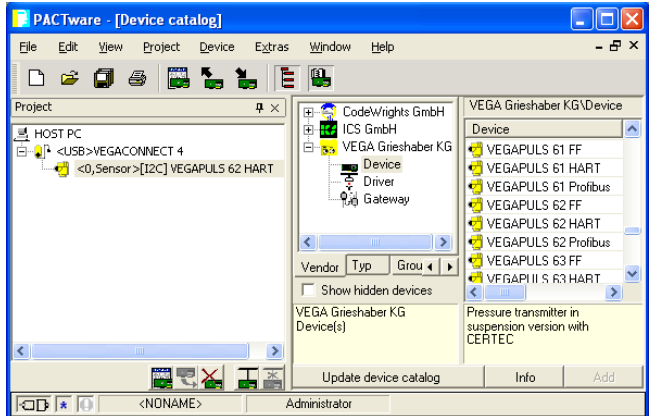 PACTware - [Device catalog]
File Edit View Project Device Extras Window Help
Project
HOST PC
<USB>VEGACONNECT 4
<0,Sensor>[I2C] VEGAPULS 62 HART
CodeWrights GmbH
ICS GmbH
VEGA Grieshaber KG
Device
Driver
Gateway
Vendor Typ Grou
Show hidden devices
VEGA Grieshaber KG
Device(s)
VEGA Grieshaber KG\Device
Device
VEGAPULS 61 FF
VEGAPULS 61 HART
VEGAPULS 61 Profibus
VEGAPULS 62 FF
VEGAPULS 62 HART
VEGAPULS 62 Profibus
VEGAPULS 63 FF
VEGAPULS 63 HART
Pressure transmitter in
suspension version with
CERTEC
Update device catalog Info Add
<NONAME> Administrator